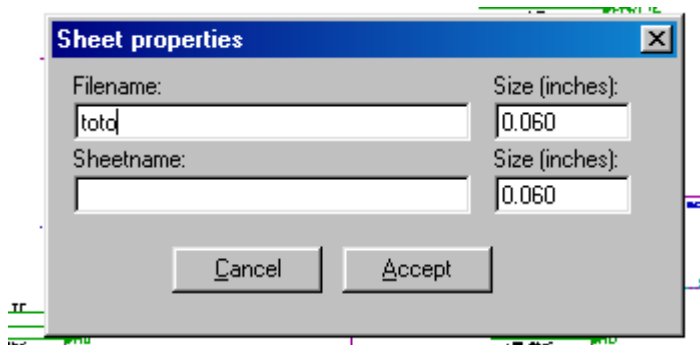 Sheet properties
Filename: Size (inches):
toto 0.060
Sheetname: Size (inches):
0.060
Cancel Accept